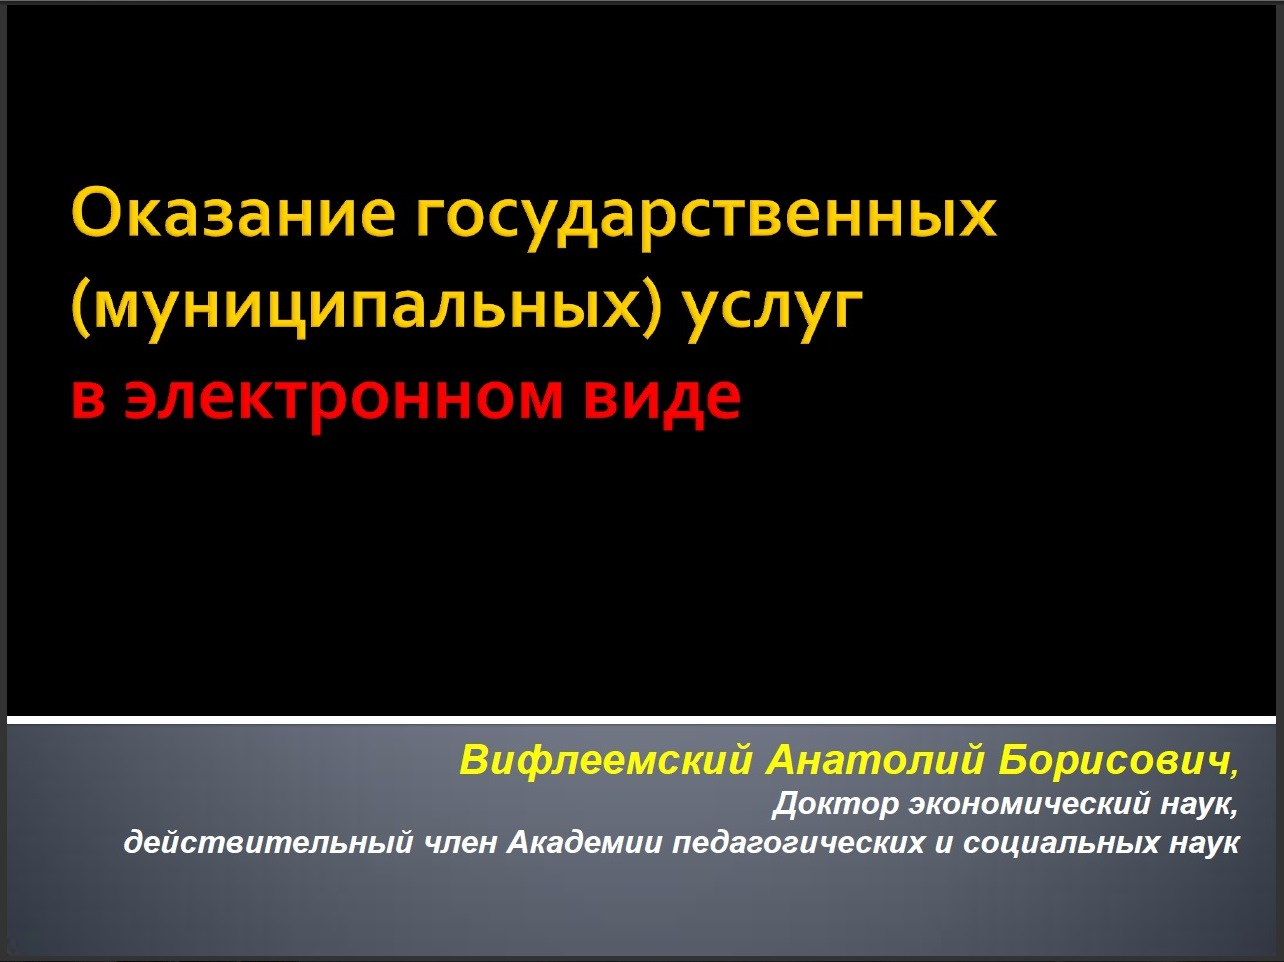 Оказание государственных
(муниципальных) услуг
в электронном виде
Вифлеемский Анатолий Борисович,
Доктор экономический наук,
действительный член Академии педагогических и социальных наук